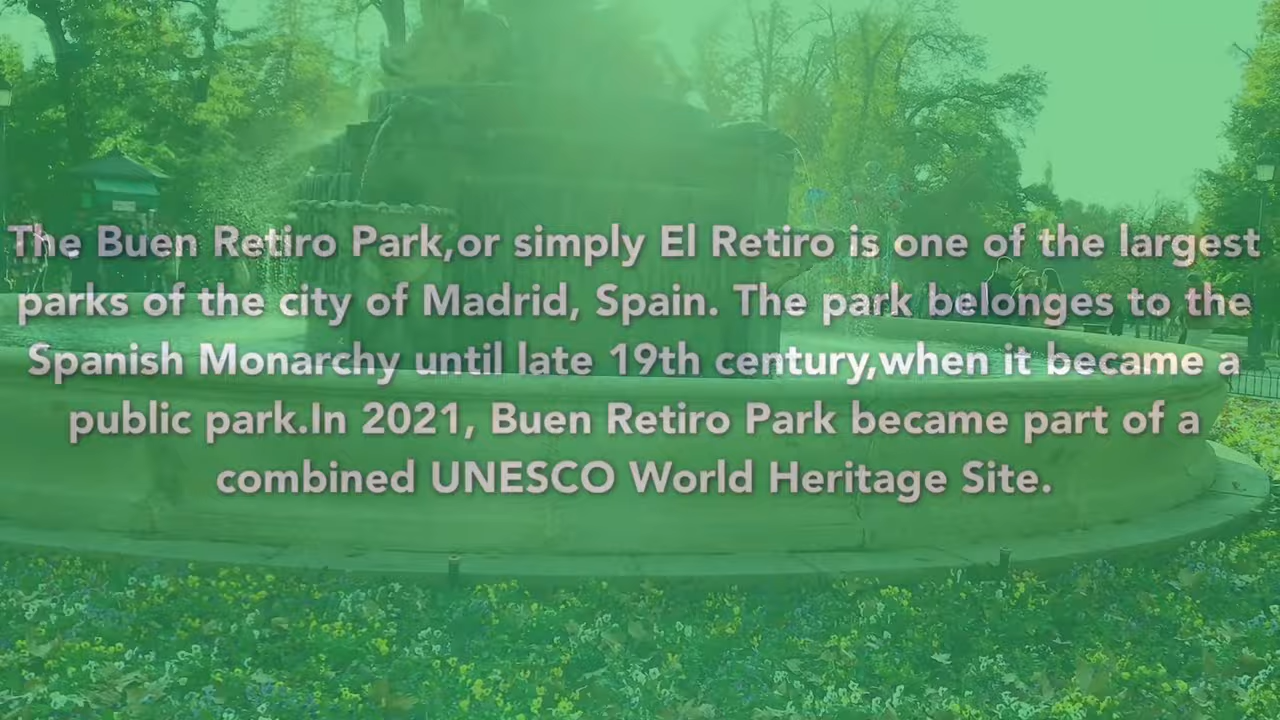 The Buen Retiro Park,or simply El Retiro is one of the largest
parks of the city of Madrid, Spain. The park belonges to the
Spanish Monarchy until late 19th century,when it became a
public park.In 2021, Buen Retiro Park became part of a
combined UNESCO World Heritage Site.